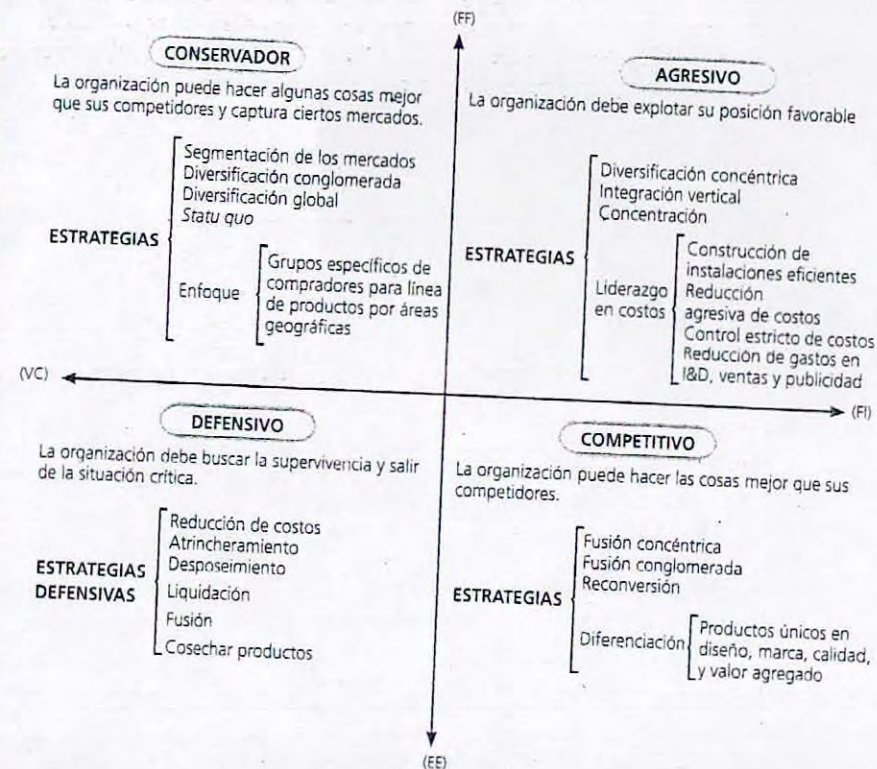 (FF)
CONSERVADOR
La organización puede hacer algunas cosas mejor
que sus competidores y captura ciertos mercados.
Segmentación de los mercados
Diversificación conglomerada
Diversificación global
Statu quo
ESTRATEGIAS
Enfoque
Grupos específicos de
compradores para línea
de productos por áreas
geográficas
AGRESIVO
La organización debe explotar su posición favorable
Diversificación concéntrica
Integración vertical
Concentración
ESTRATEGIAS
Liderazgo
en costos
Construcción de
instalaciones eficientes
Reducción
agresiva de costos
Control estricto de costos
Reducción de gastos en
I&D, ventas y publicidad
(VC)
(FI)
DEFENSIVO
La organización debe buscar la supervivencia y salir
de la situación crítica.
Reducción de costos
Atrincheramiento
Desposeimiento
ESTRATEGIAS
DEFENSIVAS
Liquidación
Fusión
Cosechar productos
COMPETITIVO
La organización puede hacer las cosas mejor que sus
competidores.
Fusión concéntrica
Fusión conglomerada
Reconversión
ESTRATEGIAS
Diferenciación
Productos únicos en
diseño, marca, calidad,
y valor agregado
(EE)